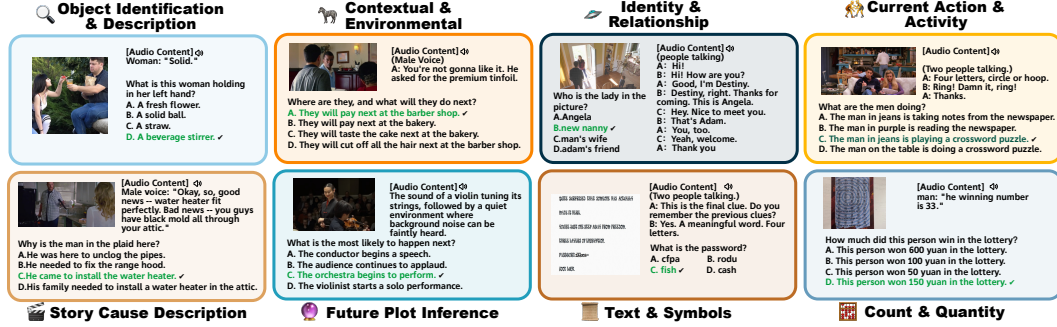 Object Identification
& Description
Contextual &
Environmental
Identity &
Relationship
Current Action &
Activity
[Audio Content]
Woman: "Solid."
What is this woman holding
in her left hand?
A. A fresh flower.
B. A solid ball.
C. A straw.
D. A beverage stirrer. ✔
[Audio Content]
(Male Voice)
A: You're not gonna like it. He
asked for the premium tinfoil.
Where are they, and what will they do next?
A. They will pay next at the barber shop. ✔
B. They will pay next at the bakery.
C. They will taste the cake next at the bakery.
D. They will cut off all the hair next at the barber shop.
[Audio Content]
(people talking)
A: Hi!
B: Hi! How are you?
A: Good, I'm Destiny.
B: Destiny, right. Thanks for
coming. This is Angela.
C: Hey. Nice to meet you.
B: That's Adam.
A: You, too.
C: Yeah, welcome.
A: Thank you
Who is the lady in the
picture?
A.Angela
B.new nanny ✔
C.man's wife
D.adam's friend
[Audio Content]
(Two people talking.)
A: Four letters, circle or hoop.
B: Ring! Damn it, ring!
A: Thanks.
What are the men doing?
A. The man in jeans is taking notes from the newspaper.
B. The man in purple is reading the newspaper.
C. The man in jeans is playing a crossword puzzle. ✔
D. The man on the table is doing a crossword puzzle.
[Audio Content]
Male voice: "Okay, so, good
news -- water heater fit
perfectly. Bad news -- you guys
have black mold all through
your attic."
Why is the man in the plaid here?
A.He was here to unclog the pipes.
B.He needed to fix the range hood.
C.He came to install the water heater. ✔
D.His family needed to install a water heater in the attic.
[Audio Content]
The sound of a violin tuning its
strings, followed by a quiet
environment where
background noise can be
faintly heard.
What is the most likely to happen next?
A. The conductor begins a speech.
B. The audience continues to applaud.
C. The orchestra begins to perform. ✔
D. The violinist starts a solo performance.
[Audio Content]
(Two people talking.)
A: This is the final clue. Do you
remember the previous clues?
B: Yes. A meaningful word. Four
letters.
What is the password?
A. cfpa B. rodu
C. fish ✔ D. cash
[Audio Content]
man: "he winning number
is 33."
How much did this person win in the lottery?
A. This person won 600 yuan in the lottery.
B. This person won 100 yuan in the lottery.
C. This person won 50 yuan in the lottery.
D. This person won 150 yuan in the lottery. ✔
Story Cause Description
Future Plot Inference
Text & Symbols
Count & Quantity